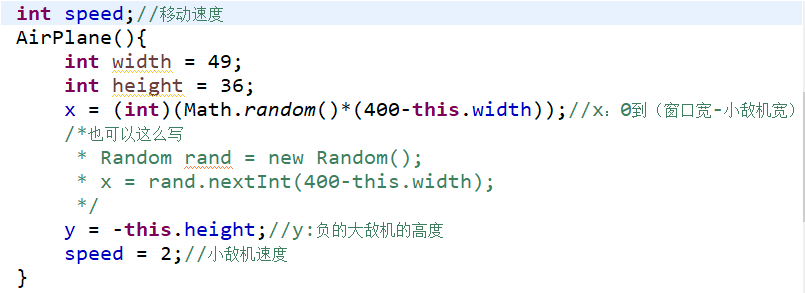 int speed;//移动速度
AirPlane(){
    int width = 49;
    int height = 36;
    x = (int)(Math.random()*(400-this.width));//x：0到（窗口宽-小敌机宽）
    /*也可以这么写
     * Random rand = new Random();
     * x = rand.nextInt(400-this.width);
     */
    y = -this.height;//y:负的大敌机的高度
    speed = 2;//小敌机速度
}